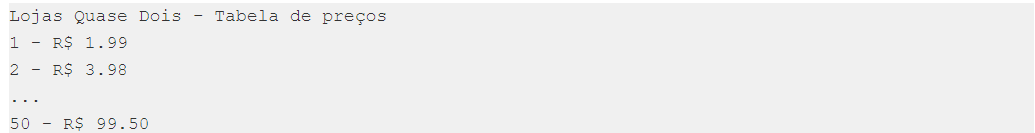 Lojas Quase Dois - Tabela de preços
1 - R$ 1.99
2 - R$ 3.98
...
50 - R$ 99.50